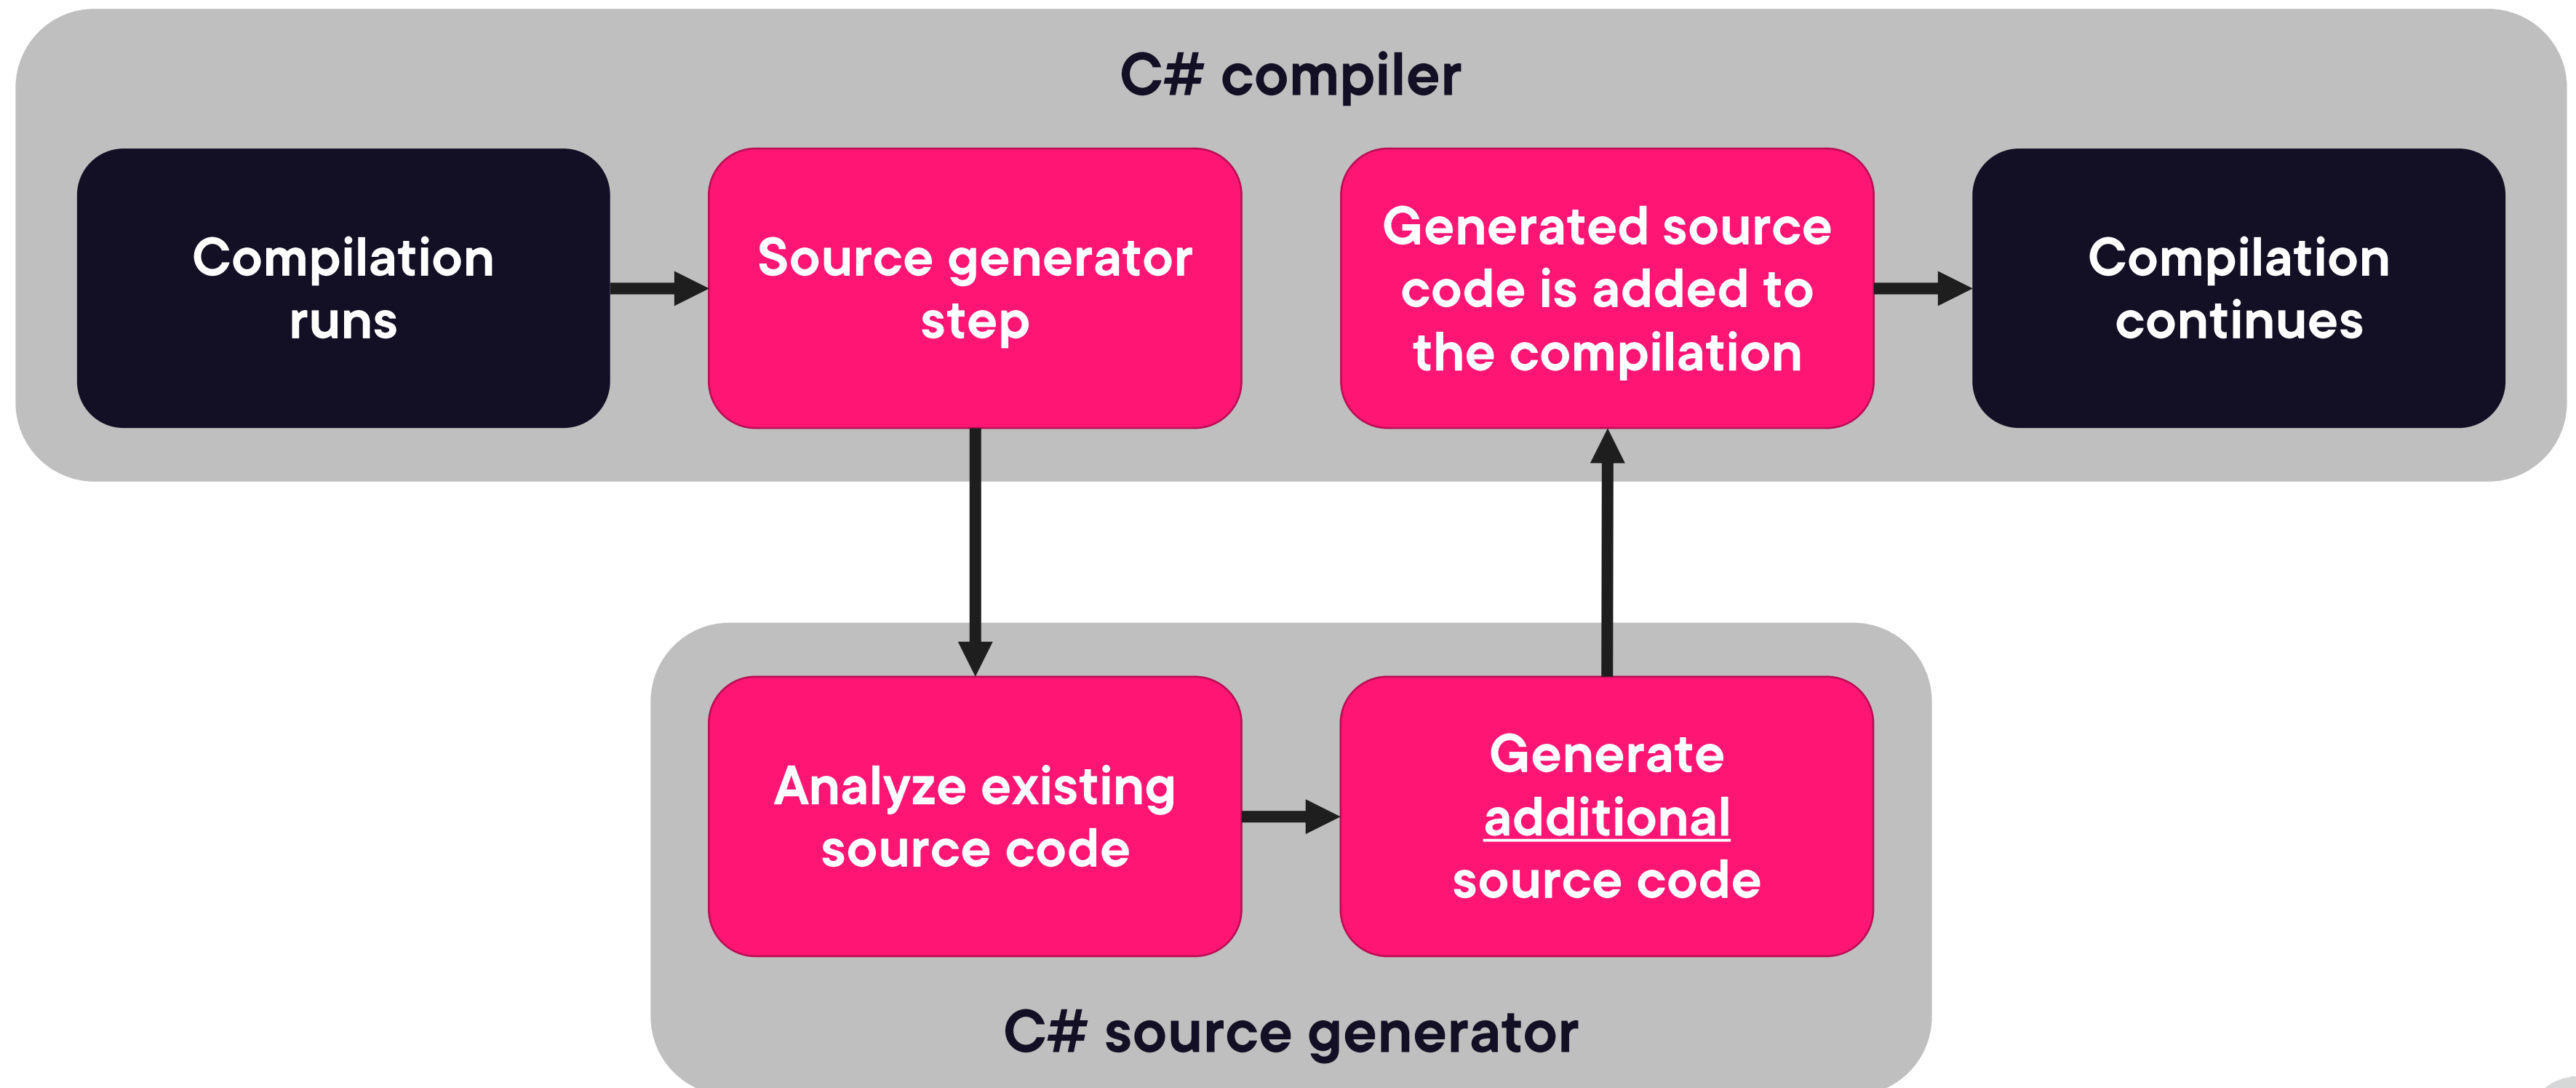 C# compiler
Compilation
runs
Source generator
step
Generated source
code is added to
the compilation
Compilation
continues
Analyze existing
source code
Generate
additional
source code
C# source generator